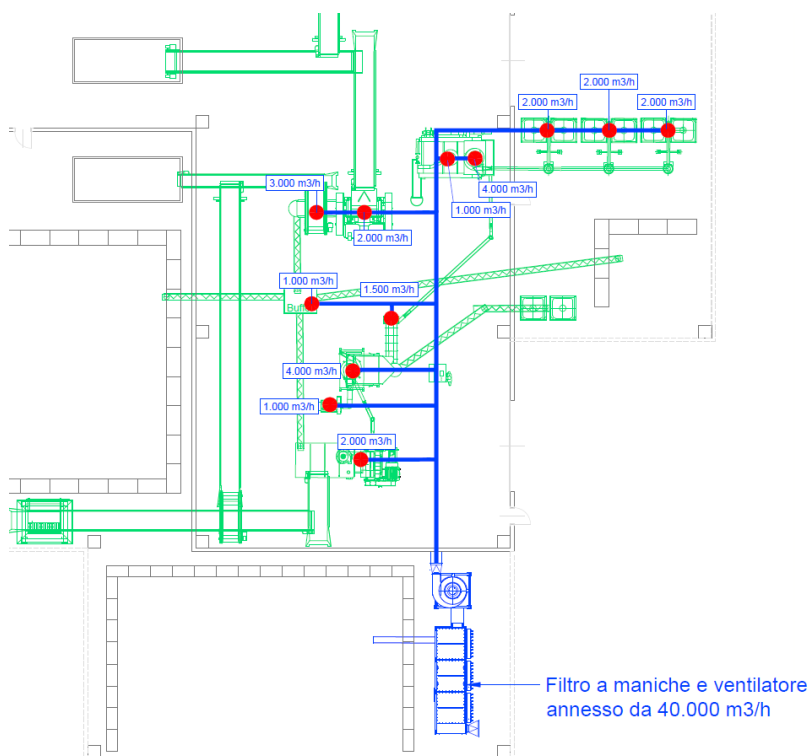 2.000 m3/h
2.000 m3/h
2.000 m3/h
4.000 m3/h
1.000 m3/h
3.000 m3/h
2.000 m3/h
1.000 m3/h
1.500 m3/h
Buff
4.000 m3/h
1.000 m3/h
2.000 m3/h
Filtro a maniche e ventilatore
annesso da 40.000 m3/h